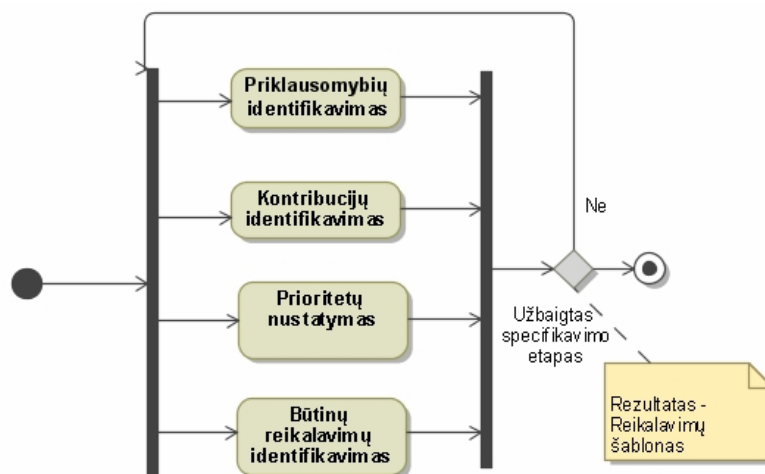 Priklausomybių
identifikavimas
Kontribucijų
identifikavimas
Ne
Prioritetų
nustatymas
Užbaigtas
specifikavimo
etapas
Būtinų
reikalavimų
identifikavimas
Rezultatas -
Reikalavimų
šablonas